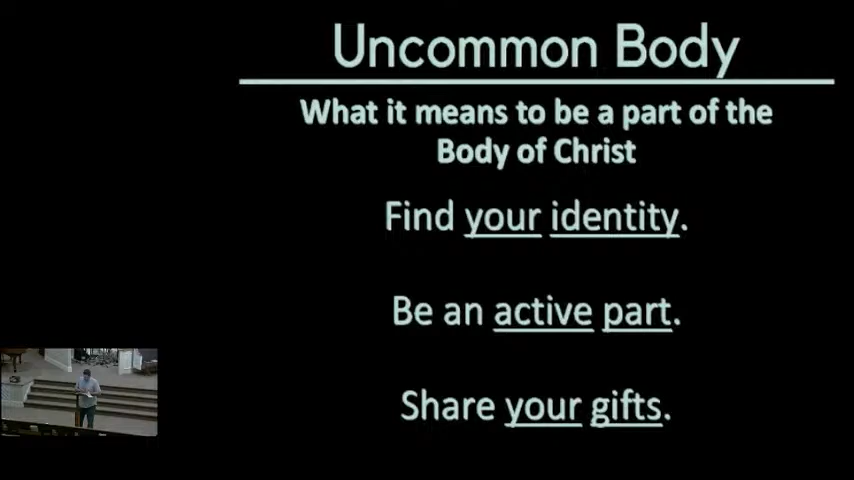 Uncommon Body
What it means to be a part of the
Body of Christ
Find your identity.
Be an active part.
Share your gifts.